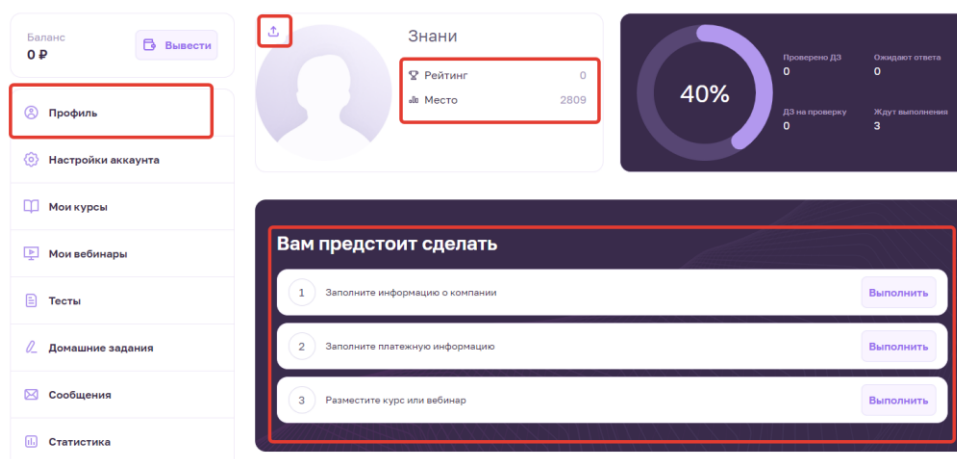 Баланс
0 ₽
Вывести
Профиль
Настройки аккаунта
Мои курсы
Мои вебинары
Тесты
Домашние задания
Сообщения
Статистика
Знани
Рейтинг 0
Место 2809
40%
Проверено ДЗ
0
Ожидают ответа
0
ДЗ на проверку
0
Ждут выполнения
3
Вам предстоит сделать
1 Заполните информацию о компании Выполнить
2 Заполните платежную информацию Выполнить
3 Разместите курс или вебинар Выполнить